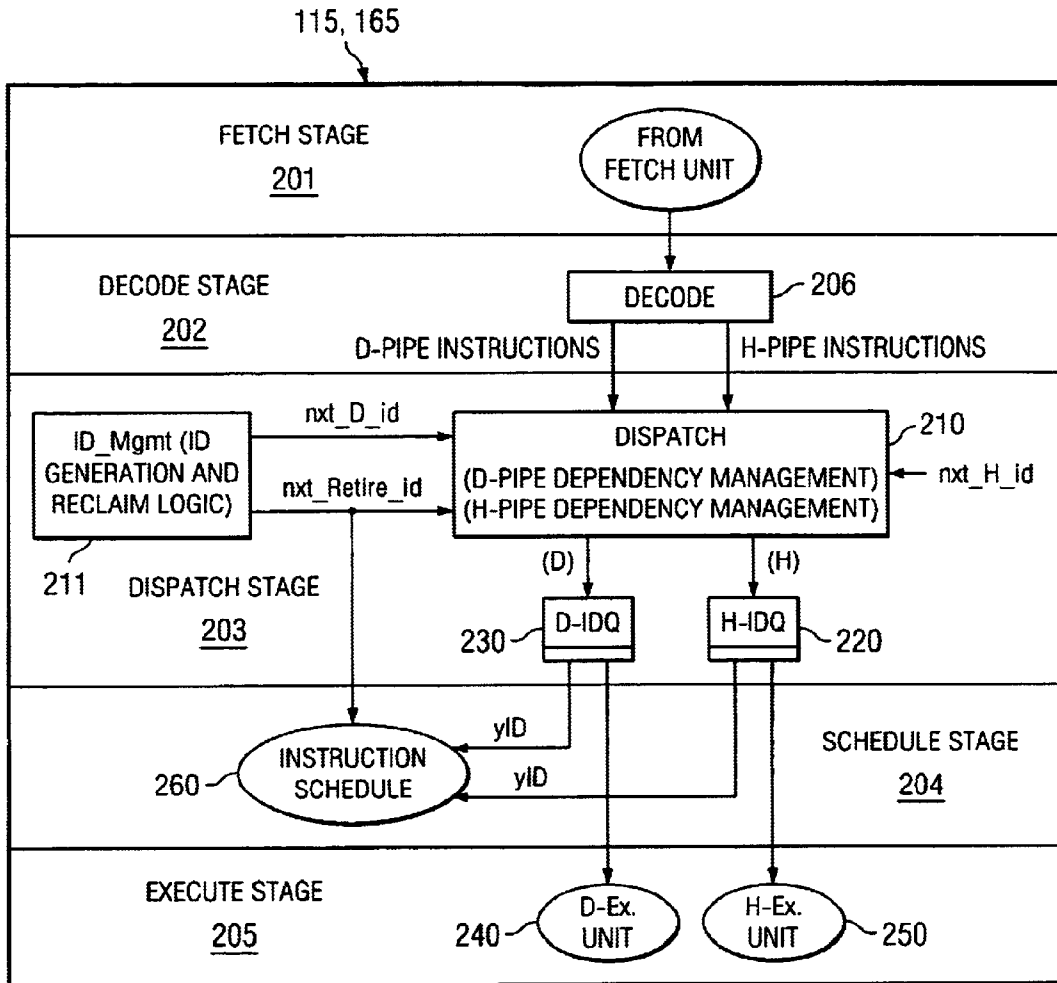 115, 165
FETCH STAGE
201
FROM
FETCH UNIT
DECODE STAGE
202
DECODE
206
D-PIPE INSTRUCTIONS
H-PIPE INSTRUCTIONS
ID_Mgmt (ID
GENERATION AND
RECLAIM LOGIC)
211
nxt_D_id
nxt_Retire_id
DISPATCH
(D-PIPE DEPENDENCY MANAGEMENT)
(H-PIPE DEPENDENCY MANAGEMENT)
210
nxt_H_id
DISPATCH STAGE
203
(D)
(H)
230
D-IDQ
H-IDQ
220
yID
yID
260
INSTRUCTION
SCHEDULE
SCHEDULE STAGE
204
EXECUTE STAGE
205
240
D-Ex.
UNIT
H-Ex.
UNIT
250